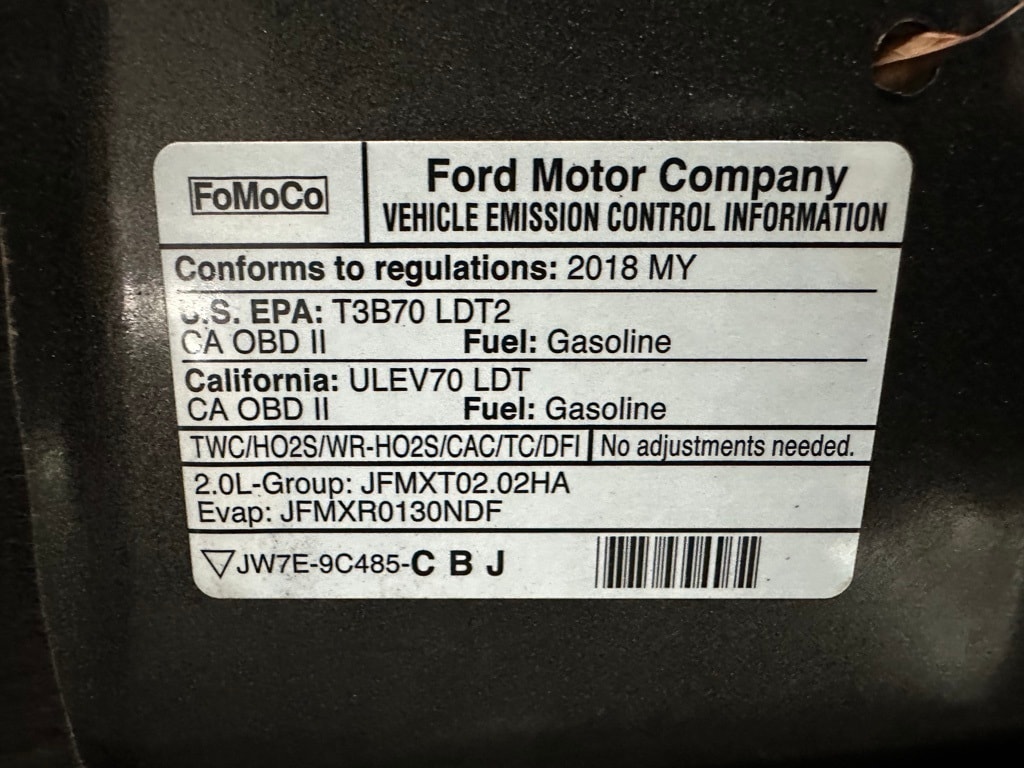 FoMoCo
Ford Motor Company
VEHICLE EMISSION CONTROL INFORMATION
Conforms to regulations: 2018 MY
U.S. EPA: T3B70 LDT2
CA OBD II Fuel: Gasoline
California: ULEV70 LDT
CA OBD II Fuel: Gasoline
TWC/HO2S/WR-HO2S/CAC/TC/DFI No adjustments needed.
2.0L-Group: JFMXT02.02HA
Evap: JFMXR0130NDF
JW7E-9C485-C B J